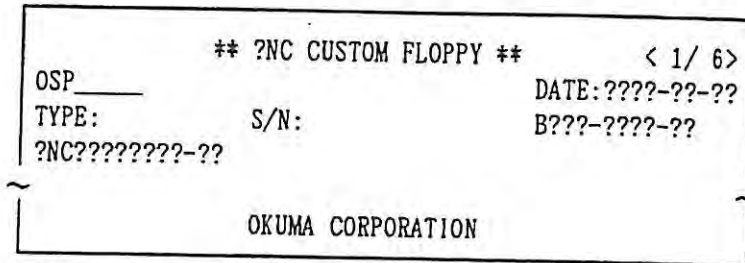 ** ?NC CUSTOM FLOPPY ** < 1/ 6>
OSP_____ DATE:????-??-??
TYPE: S/N: B???-????-??
?NC????????-??
OKUMA CORPORATION